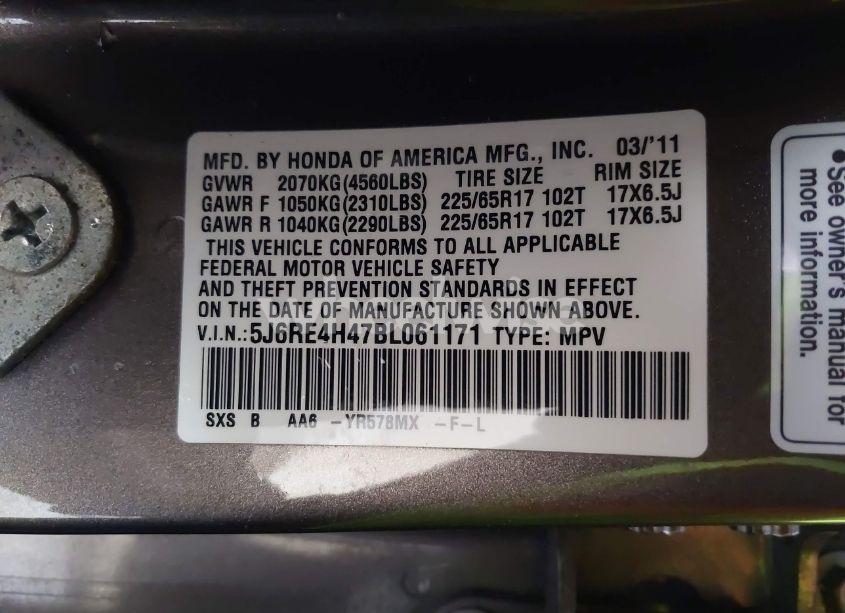 MFD. BY HONDA OF AMERICA MFG., INC. 03/'11
GVWR 2070KG(4560LBS) TIRE SIZE RIM SIZE
GAWR F 1050KG(2310LBS) 225/65R17 102T 17X6.5J
GAWR R 1040KG(2290LBS) 225/65R17 102T 17X6.5J
THIS VEHICLE CONFORMS TO ALL APPLICABLE
FEDERAL MOTOR VEHICLE SAFETY
AND THEFT PREVENTION STANDARDS IN EFFECT
ON THE DATE OF MANUFACTURE SHOWN ABOVE.
V.I.N.:5J6RE4H47BL061171 TYPE: MPV
SXS B AA6 -YR578MX -F-L
•See owner's manual for
more information.